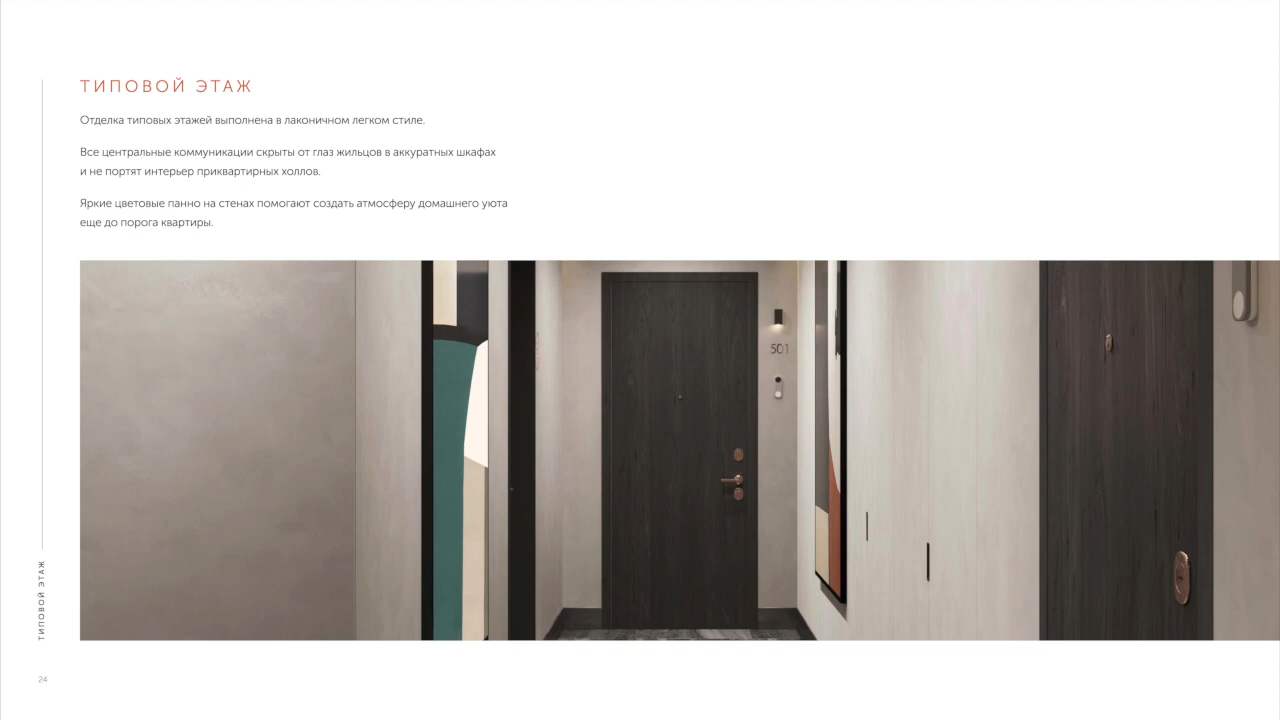 ТИПОВОЙ ЭТАЖ
Отделка типовых этажей выполнена в лаконичном легком стиле.
Все центральные коммуникации скрыты от глаз жильцов в аккуратных шкафах
и не портят интерьер приквартирных холлов.
Яркие цветовые панно на стенах помогают создать атмосферу домашнего уюта
еще до порога квартиры.
501
ТИПОВОЙ ЭТАЖ
24